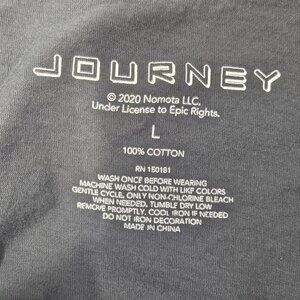 JOURNEY
© 2020 Nomota LLC.
Under License to Epic Rights.
L
100% COTTON
RN 150181
WASH ONCE BEFORE WEARING
MACHINE WASH COLD WITH LIKE COLORS
GENTLE CYCLE, ONLY NON-CHLORINE BLEACH
WHEN NEEDED, TUMBLE DRY LOW
REMOVE PROMPTLY, COOL IRON IF NEEDED
DO NOT IRON DECORATION
MADE IN CHINA